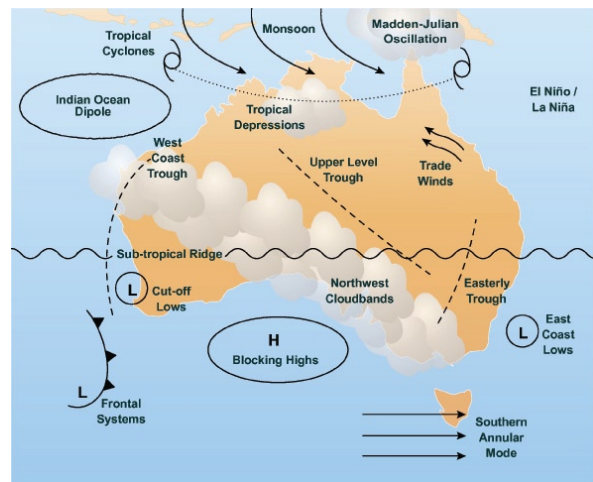 Tropical
Cyclones
Monsoon
Madden-Julian
Oscillation
Indian Ocean
Dipole
El Niño /
La Niña
Tropical
Depressions
West
Coast
Trough
Upper Level
Trough
Trade
Winds
Sub-tropical Ridge
L
Cut-off
Lows
Northwest
Cloudbands
Easterly
Trough
H
Blocking Highs
L
East
Coast
Lows
L
Frontal
Systems
Southern
Annular
Mode